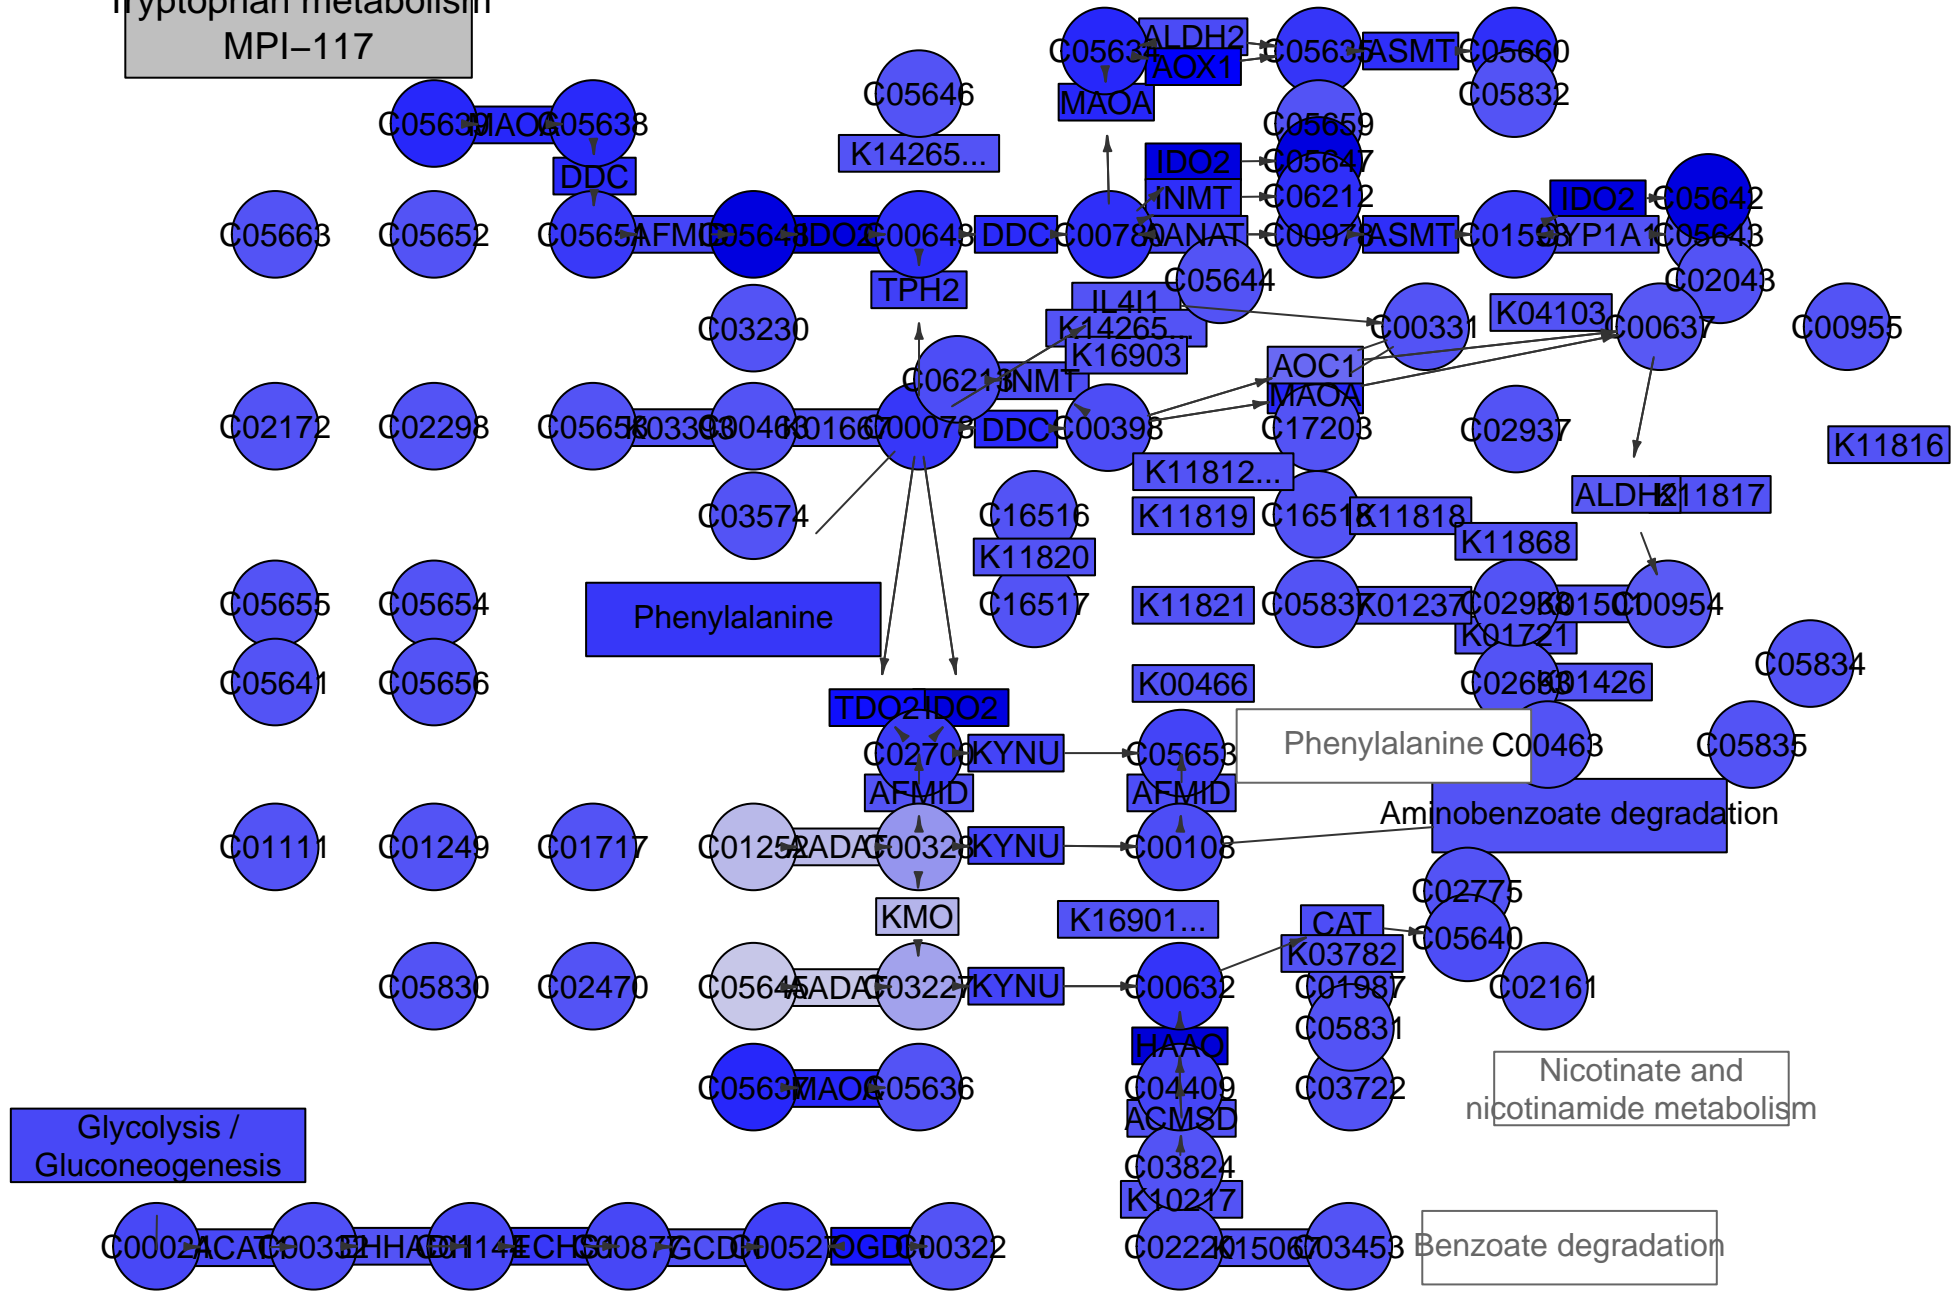 Tryptophan metabolism
MPI–117
C05634
ALDH2
AOX1
C05635
ASMT
C05660
C05832
MAOA
C05646
K14265...
C05639
MAOA
C05638
DDC
C05659
IDO2
C05647
INMT
C06212
IDO2
C05642
C05663
C05652
C05651
AFMID
C05648
IDO2
C00643
DDC
C00780
AANAT
C00978
ASMT
C01598
CYP1A1
C05643
C05644
C02043
TPH2
IL4I1
K14265...
K16903
C03230
C00331
K04103
C00637
C00955
C06213
INMT
AOC1
MAOA
C02172
C02298
C05658
K03393
C00463
K01667
C00078
DDC
C00398
C17203
C02937
K11816
K11812...
ALDH2
K11817
C03574
C16516
K11819
C16518
K11818
K11868
K11820
C05655
C05654
Phenylalanine
C16517
K11821
C05837
K01237
C02938
K01501
C00954
K01721
C05641
C05656
K00466
C02693
K01426
C05834
TDO2
IDO2
C02700
KYNU
C05653
Phenylalanine
C00463
C05835
AFMID
AFMID
Aminobenzoate degradation
C01111
C01249
C01717
C01252
AADAT
C00328
KYNU
C00108
C02775
KMO
K16901...
CAT
K03782
C05640
C05830
C02470
C05645
AADAT
C03227
KYNU
C00632
C01987
C02161
C05831
HAAO
C05637
MAOA
C05636
C04409
C03722
Nicotinate and
nicotinamide metabolism
ACMSD
Glycolysis /
Gluconeogenesis
C03824
K10217
C00024
ACAT1
C00332
EHHADH
C01144
ECHS1
C00877
GCDH
C00527
OGDH
C00322
C02220
K15067
C03453
Benzoate degradation